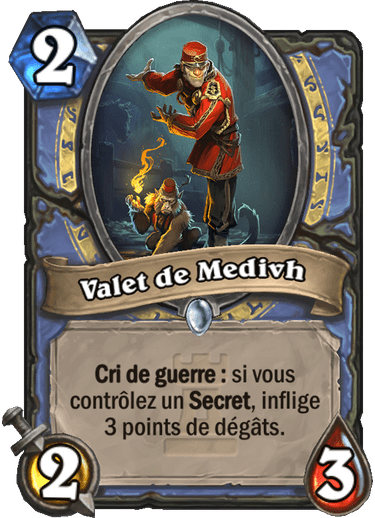 2
Valet de Medivh
Cri de guerre : si vous
contrôlez un Secret, inflige
3 points de dégâts.
2
3